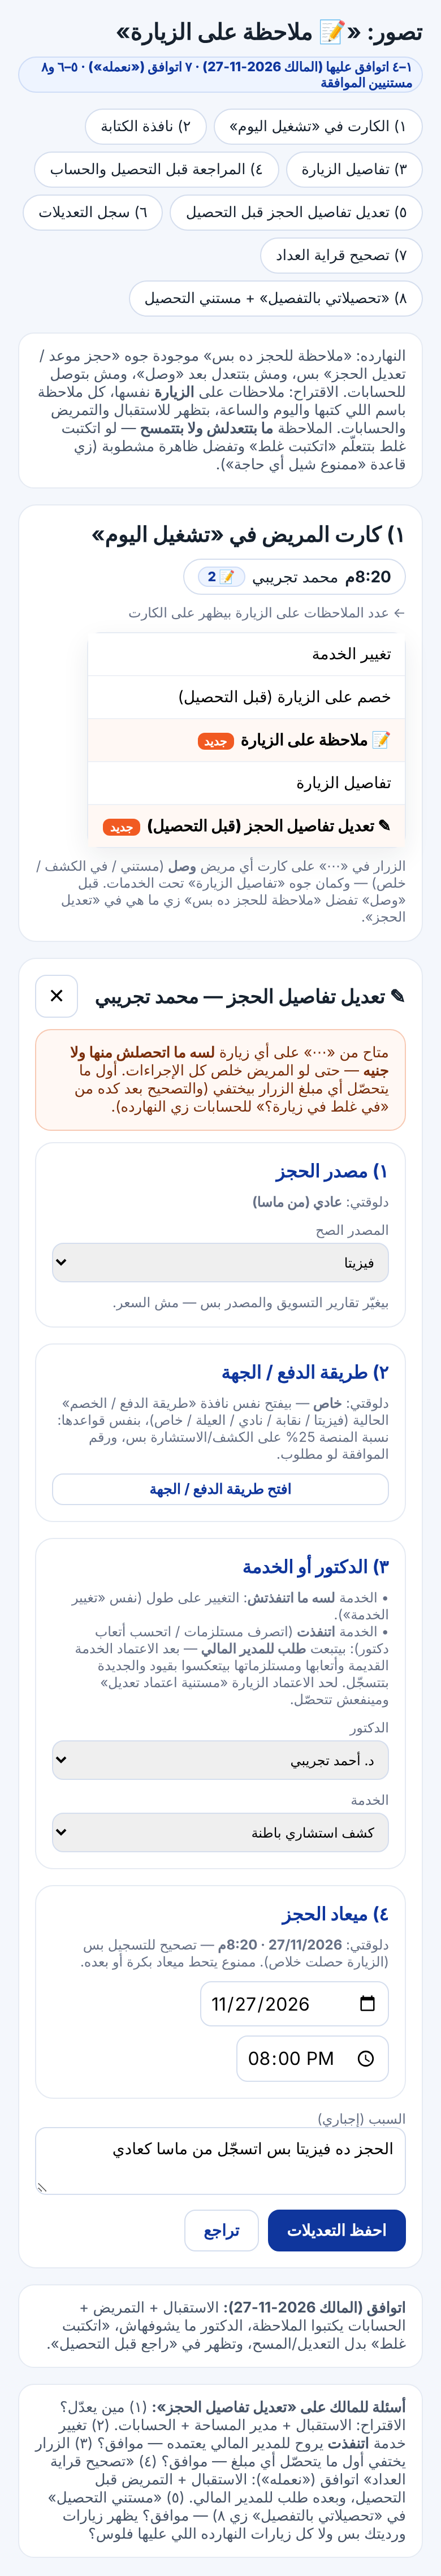 تصور: «📝 ملاحظة على الزيارة»
١–٤ اتوافق عليها (المالك 2026-11-27) · ٧ اتوافق («نعمله») · ٥–٦ و٨
مستنيين الموافقة
١) الكارت في «تشغيل اليوم»
٢) نافذة الكتابة
٣) تفاصيل الزيارة
٤) المراجعة قبل التحصيل والحساب
٥) تعديل تفاصيل الحجز قبل التحصيل
٦) سجل التعديلات
٧) تصحيح قراية العداد
٨) «تحصيلاتي بالتفصيل» + مستني التحصيل
النهارده: «ملاحظة للحجز ده بس» موجودة جوه «حجز موعد /
تعديل الحجز» بس، ومش بتتعدل بعد «وصل»، ومش بتوصل
للحسابات. الاقتراح: ملاحظات على الزيارة نفسها، كل ملاحظة
باسم اللي كتبها واليوم والساعة، بتظهر للاستقبال والتمريض
والحسابات. الملاحظة ما بتتعدلش ولا بتتمسح — لو اتكتبت
غلط بتتعلّم «اتكتبت غلط» وتفضل ظاهرة مشطوبة (زي
قاعدة «ممنوع شيل أي حاجة»).
١) كارت المريض في «تشغيل اليوم»
8:20م محمد تجريبي 📝 2
← عدد الملاحظات على الزيارة بيظهر على الكارت
تغيير الخدمة
خصم على الزيارة (قبل التحصيل)
📝 ملاحظة على الزيارة جديد
تفاصيل الزيارة
✎ تعديل تفاصيل الحجز (قبل التحصيل) جديد
الزرار في «⋯» على كارت أي مريض وصل (مستني / في الكشف /
خلص) — وكمان جوه «تفاصيل الزيارة» تحت الخدمات. قبل
«وصل» تفضل «ملاحظة للحجز ده بس» زي ما هي في «تعديل
الحجز».
✎ تعديل تفاصيل الحجز — محمد تجريبي
✕
متاح من «⋯» على أي زيارة لسه ما اتحصلش منها ولا
جنيه — حتى لو المريض خلص كل الإجراءات. أول ما
يتحصّل أي مبلغ الزرار بيختفي (والتصحيح بعد كده من
«في غلط في زيارة؟» للحسابات زي النهارده).
١) مصدر الحجز
دلوقتي: عادي (من ماسا)
المصدر الصح
فيزيتا
بيغيّر تقارير التسويق والمصدر بس — مش السعر.
٢) طريقة الدفع / الجهة
دلوقتي: خاص — بيفتح نفس نافذة «طريقة الدفع / الخصم»
الحالية (فيزيتا / نقابة / نادي / العيلة / خاص)، بنفس قواعدها:
نسبة المنصة 25% على الكشف/الاستشارة بس، ورقم
الموافقة لو مطلوب.
افتح طريقة الدفع / الجهة
٣) الدكتور أو الخدمة
• الخدمة لسه ما اتنفذتش: التغيير على طول (نفس «تغيير
الخدمة»).
• الخدمة اتنفذت (اتصرف مستلزمات / اتحسب أتعاب
دكتور): بيتبعت طلب للمدير المالي — بعد الاعتماد الخدمة
القديمة وأتعابها ومستلزماتها بيتعكسوا بقيود والجديدة
بتتسجّل. لحد الاعتماد الزيارة «مستنية اعتماد تعديل»
ومينفعش تتحصّل.
الدكتور
د. أحمد تجريبي
الخدمة
كشف استشاري باطنة
٤) ميعاد الحجز
دلوقتي: 27/11/2026 · 8:20م — تصحيح للتسجيل بس
(الزيارة حصلت خلاص). ممنوع يتحط ميعاد بكرة أو بعده.
11/27/2026
08:00 PM
السبب (إجباري)
الحجز ده فيزيتا بس اتسجّل من ماسا كعادي
احفظ التعديلات
تراجع
اتوافق (المالك 2026-11-27): الاستقبال + التمريض +
الحسابات يكتبوا الملاحظة، الدكتور ما يشوفهاش، «اتكتبت
غلط» بدل التعديل/المسح، وتظهر في «راجع قبل التحصيل».
أسئلة للمالك على «تعديل تفاصيل الحجز»: (١) مين يعدّل؟
الاقتراح: الاستقبال + مدير المساحة + الحسابات. (٢) تغيير
خدمة اتنفذت يروح للمدير المالي يعتمده — موافق؟ (٣) الزرار
يختفي أول ما يتحصّل أي مبلغ — موافق؟ (٤) «تصحيح قراية
العداد» اتوافق («نعمله»): الاستقبال + التمريض قبل
التحصيل، وبعده طلب للمدير المالي. (٥) «مستني التحصيل»
في «تحصيلاتي بالتفصيل» زي ٨) — موافق؟ يظهر زيارات
ورديتك بس ولا كل زيارات النهارده اللي عليها فلوس؟